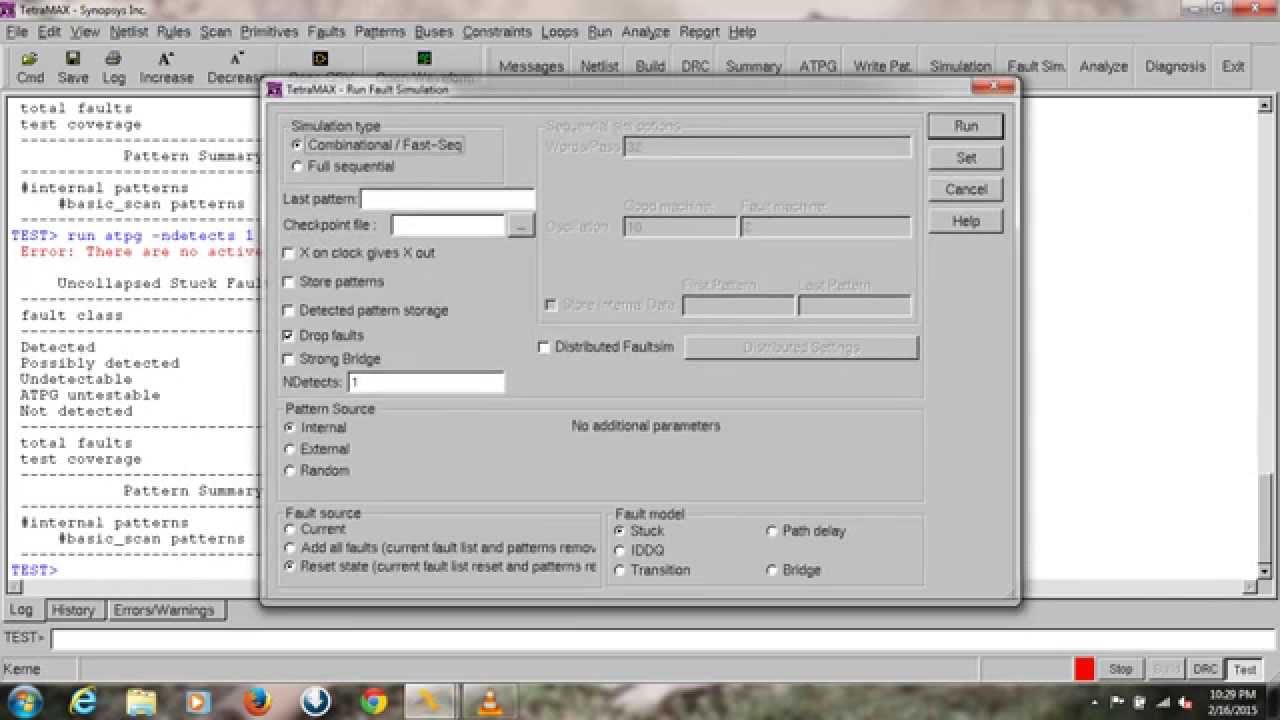 TetraMAX - Synopsys Inc.
File Edit View Netlist Rules Scan Primitives Faults Patterns Buses Constraints Loops Run Analyze Report Help
Cmd Save Log Increase Decrease Messages Netlist Build DRC Summary ATPG Write Pat. Simulation Fault Sim. Analyze Diagnosis Exit
total faults
test coverage
Pattern Summary
#internal patterns
#basic_scan patterns
TEST> run atpg -ndetects 1
Error: There are no active
Uncollapsed Stuck Faul
fault class
Detected
Possibly detected
Undetectable
ATPG untestable
Not detected
total faults
test coverage
Pattern Summary
#internal patterns
#basic_scan patterns
TEST>
TetraMAX - Run Fault Simulation
Simulation type
Combinational / Fast-Seq
Full sequential
Last pattern:
Checkpoint file :
...
X on clock gives X out
Store patterns
Detected pattern storage
Drop faults
Strong Bridge
NDetects: 1
Sequential sim options
Words/Pass 32
Good machine: Fault machine:
Oscillation: 10
First Pattern Last Pattern
Store Internal Data
Distributed Faultsim Distributed Settings
Run
Set
Cancel
Help
Pattern Source
Internal
External
Random
No additional parameters
Fault source
Current
Add all faults (current fault list and patterns remov
Reset state (current fault list reset and patterns re
Fault model
Stuck Path delay
IDDQ
Transition Bridge
Log History Errors/Warnings
TEST>
Kerne Stop Build DRC Test
10:29 PM
2/16/2015